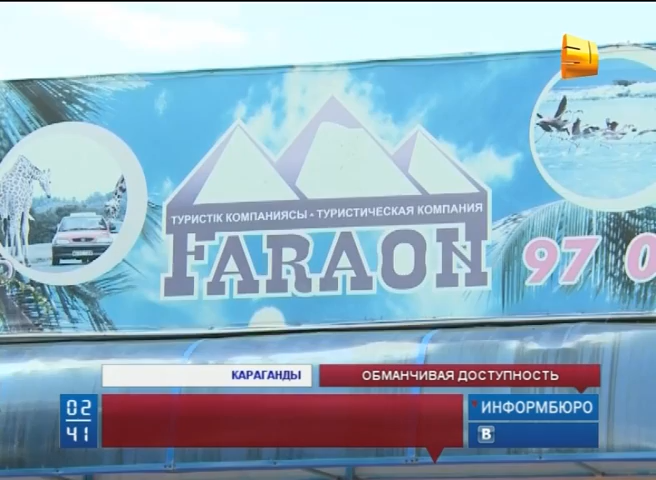 ТУРИСТІК КОМПАНИЯСЫ • ТУРИСТИЧЕСКАЯ КОМПАНИЯ
FARAON
97 0
КАРАГАНДЫ
ОБМАНЧИВАЯ ДОСТУПНОСТЬ
02
41
ИНФОРМБЮРО
В